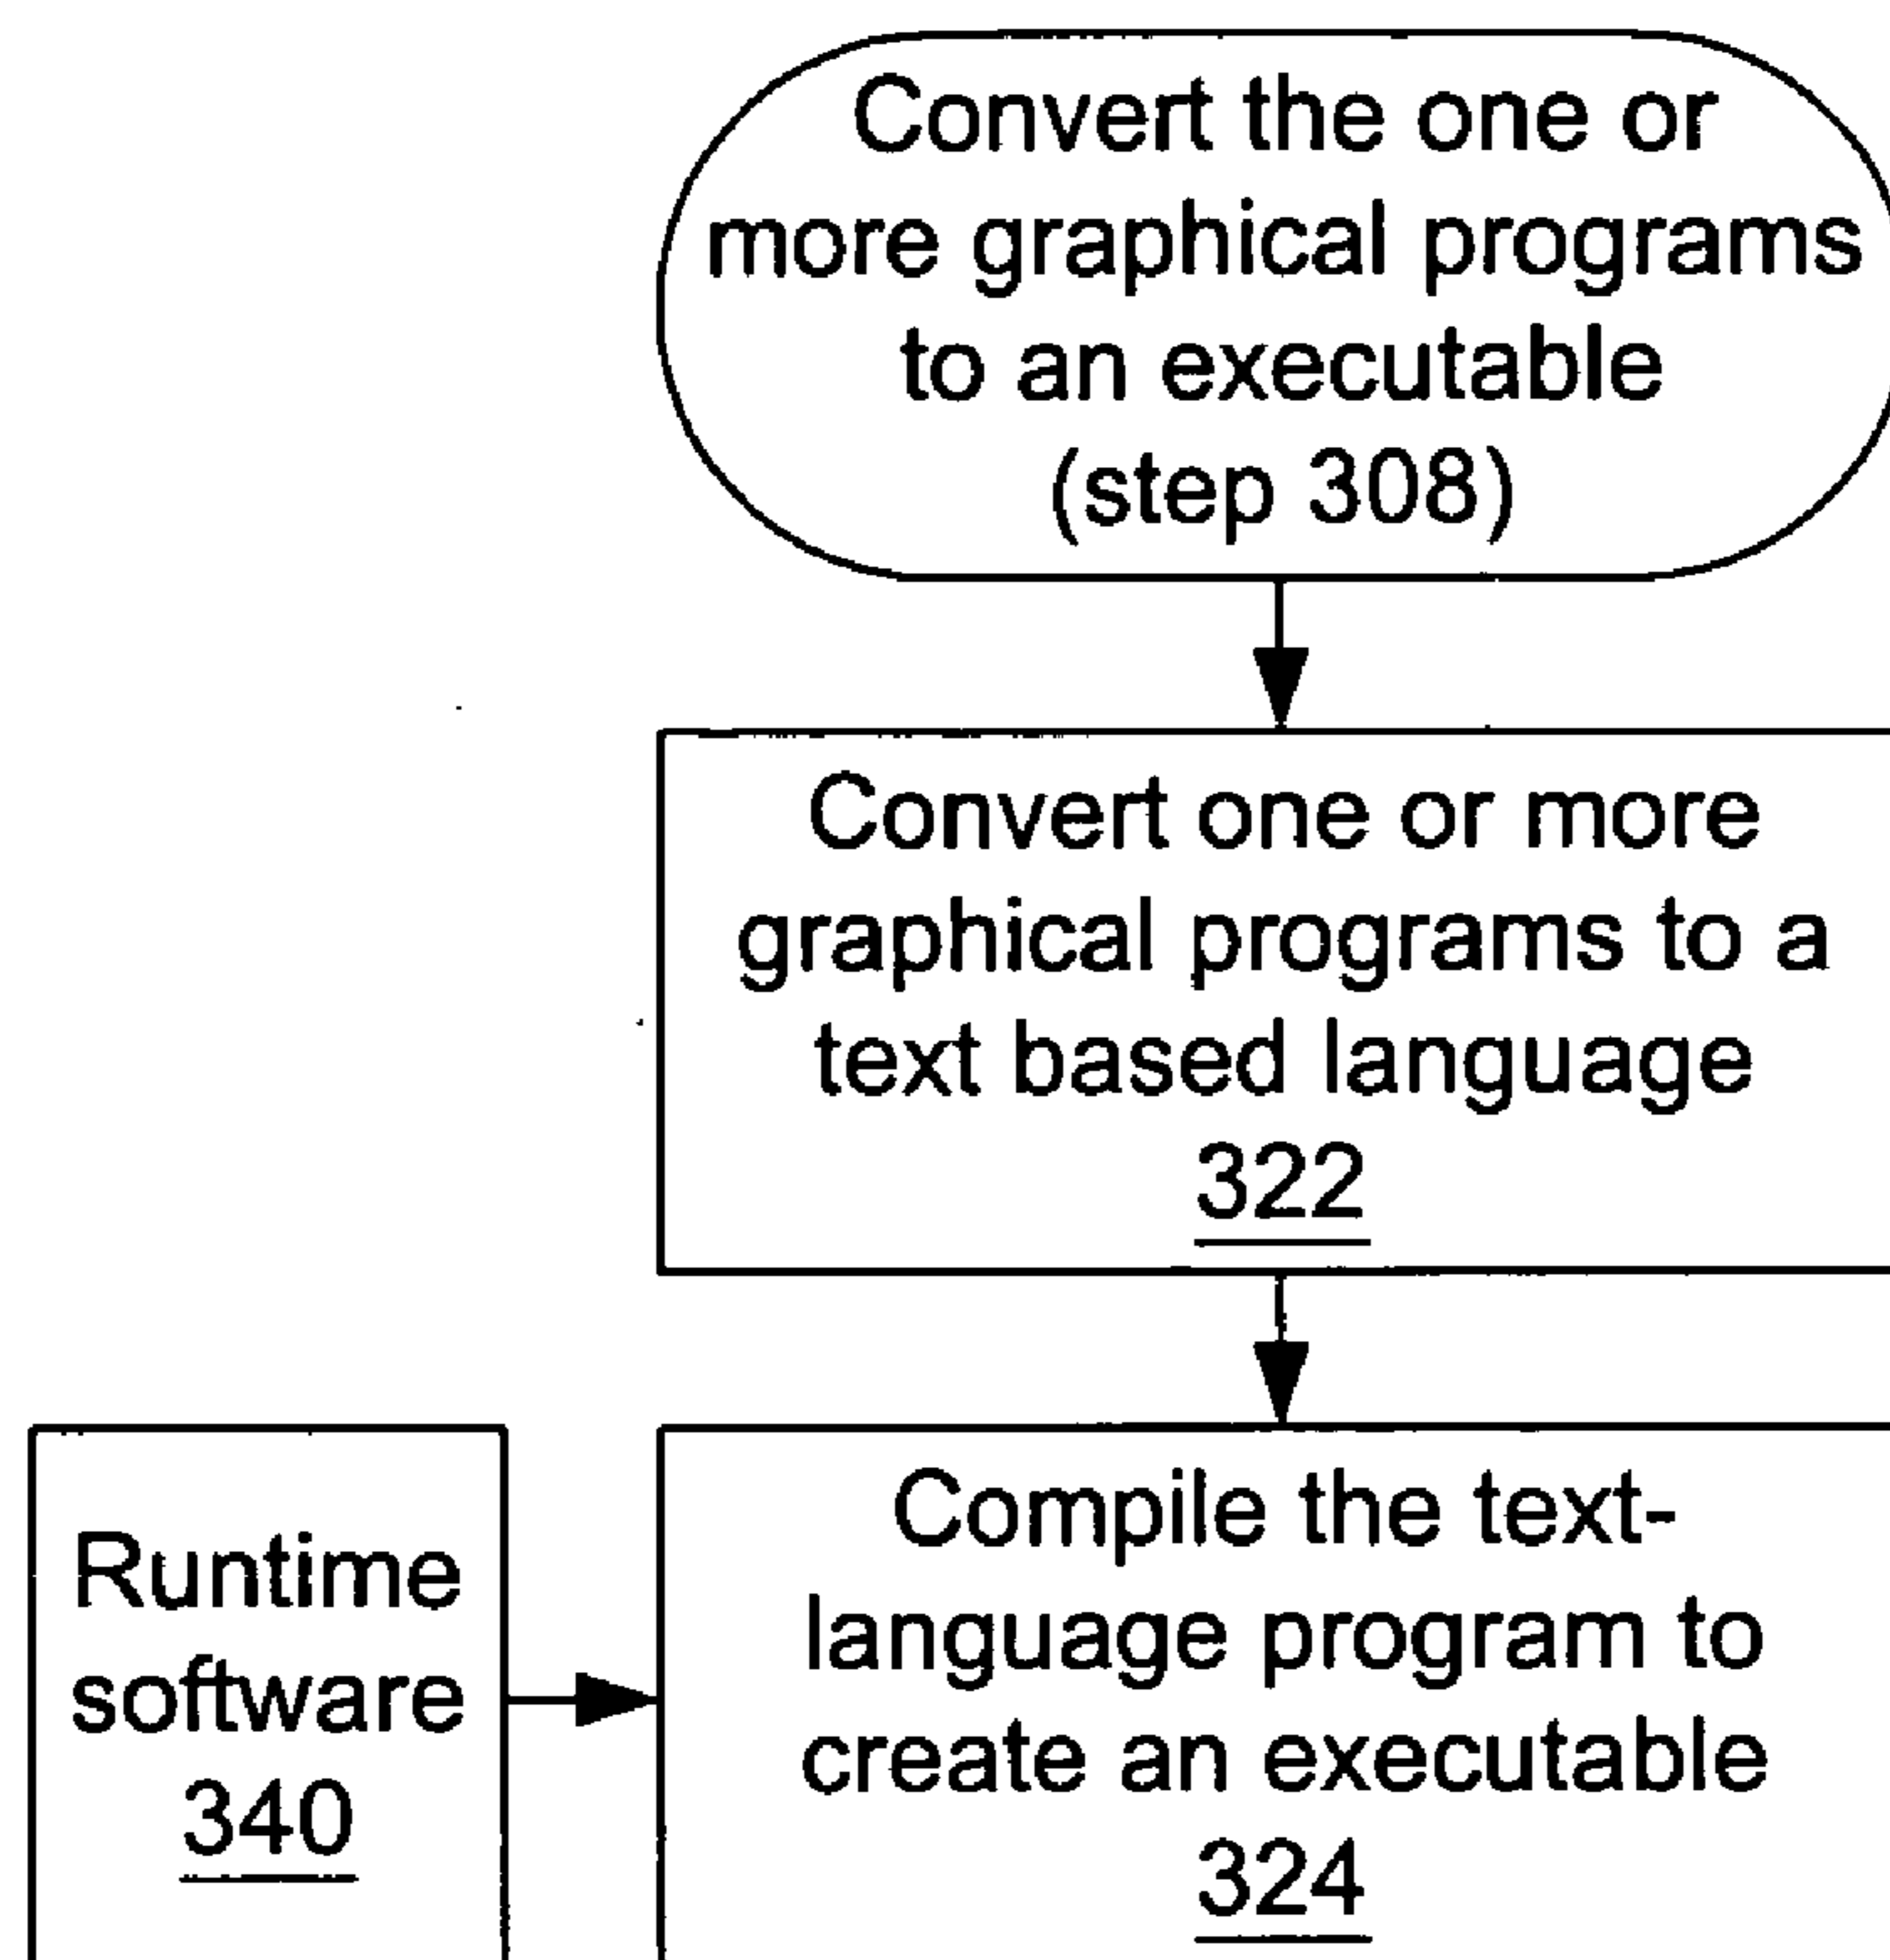 Convert the one or
more graphical programs
to an executable
(step 308)
Convert one or more
graphical programs to a
text based language
322
Runtime
software
340
Compile the text-
language program to
create an executable
324